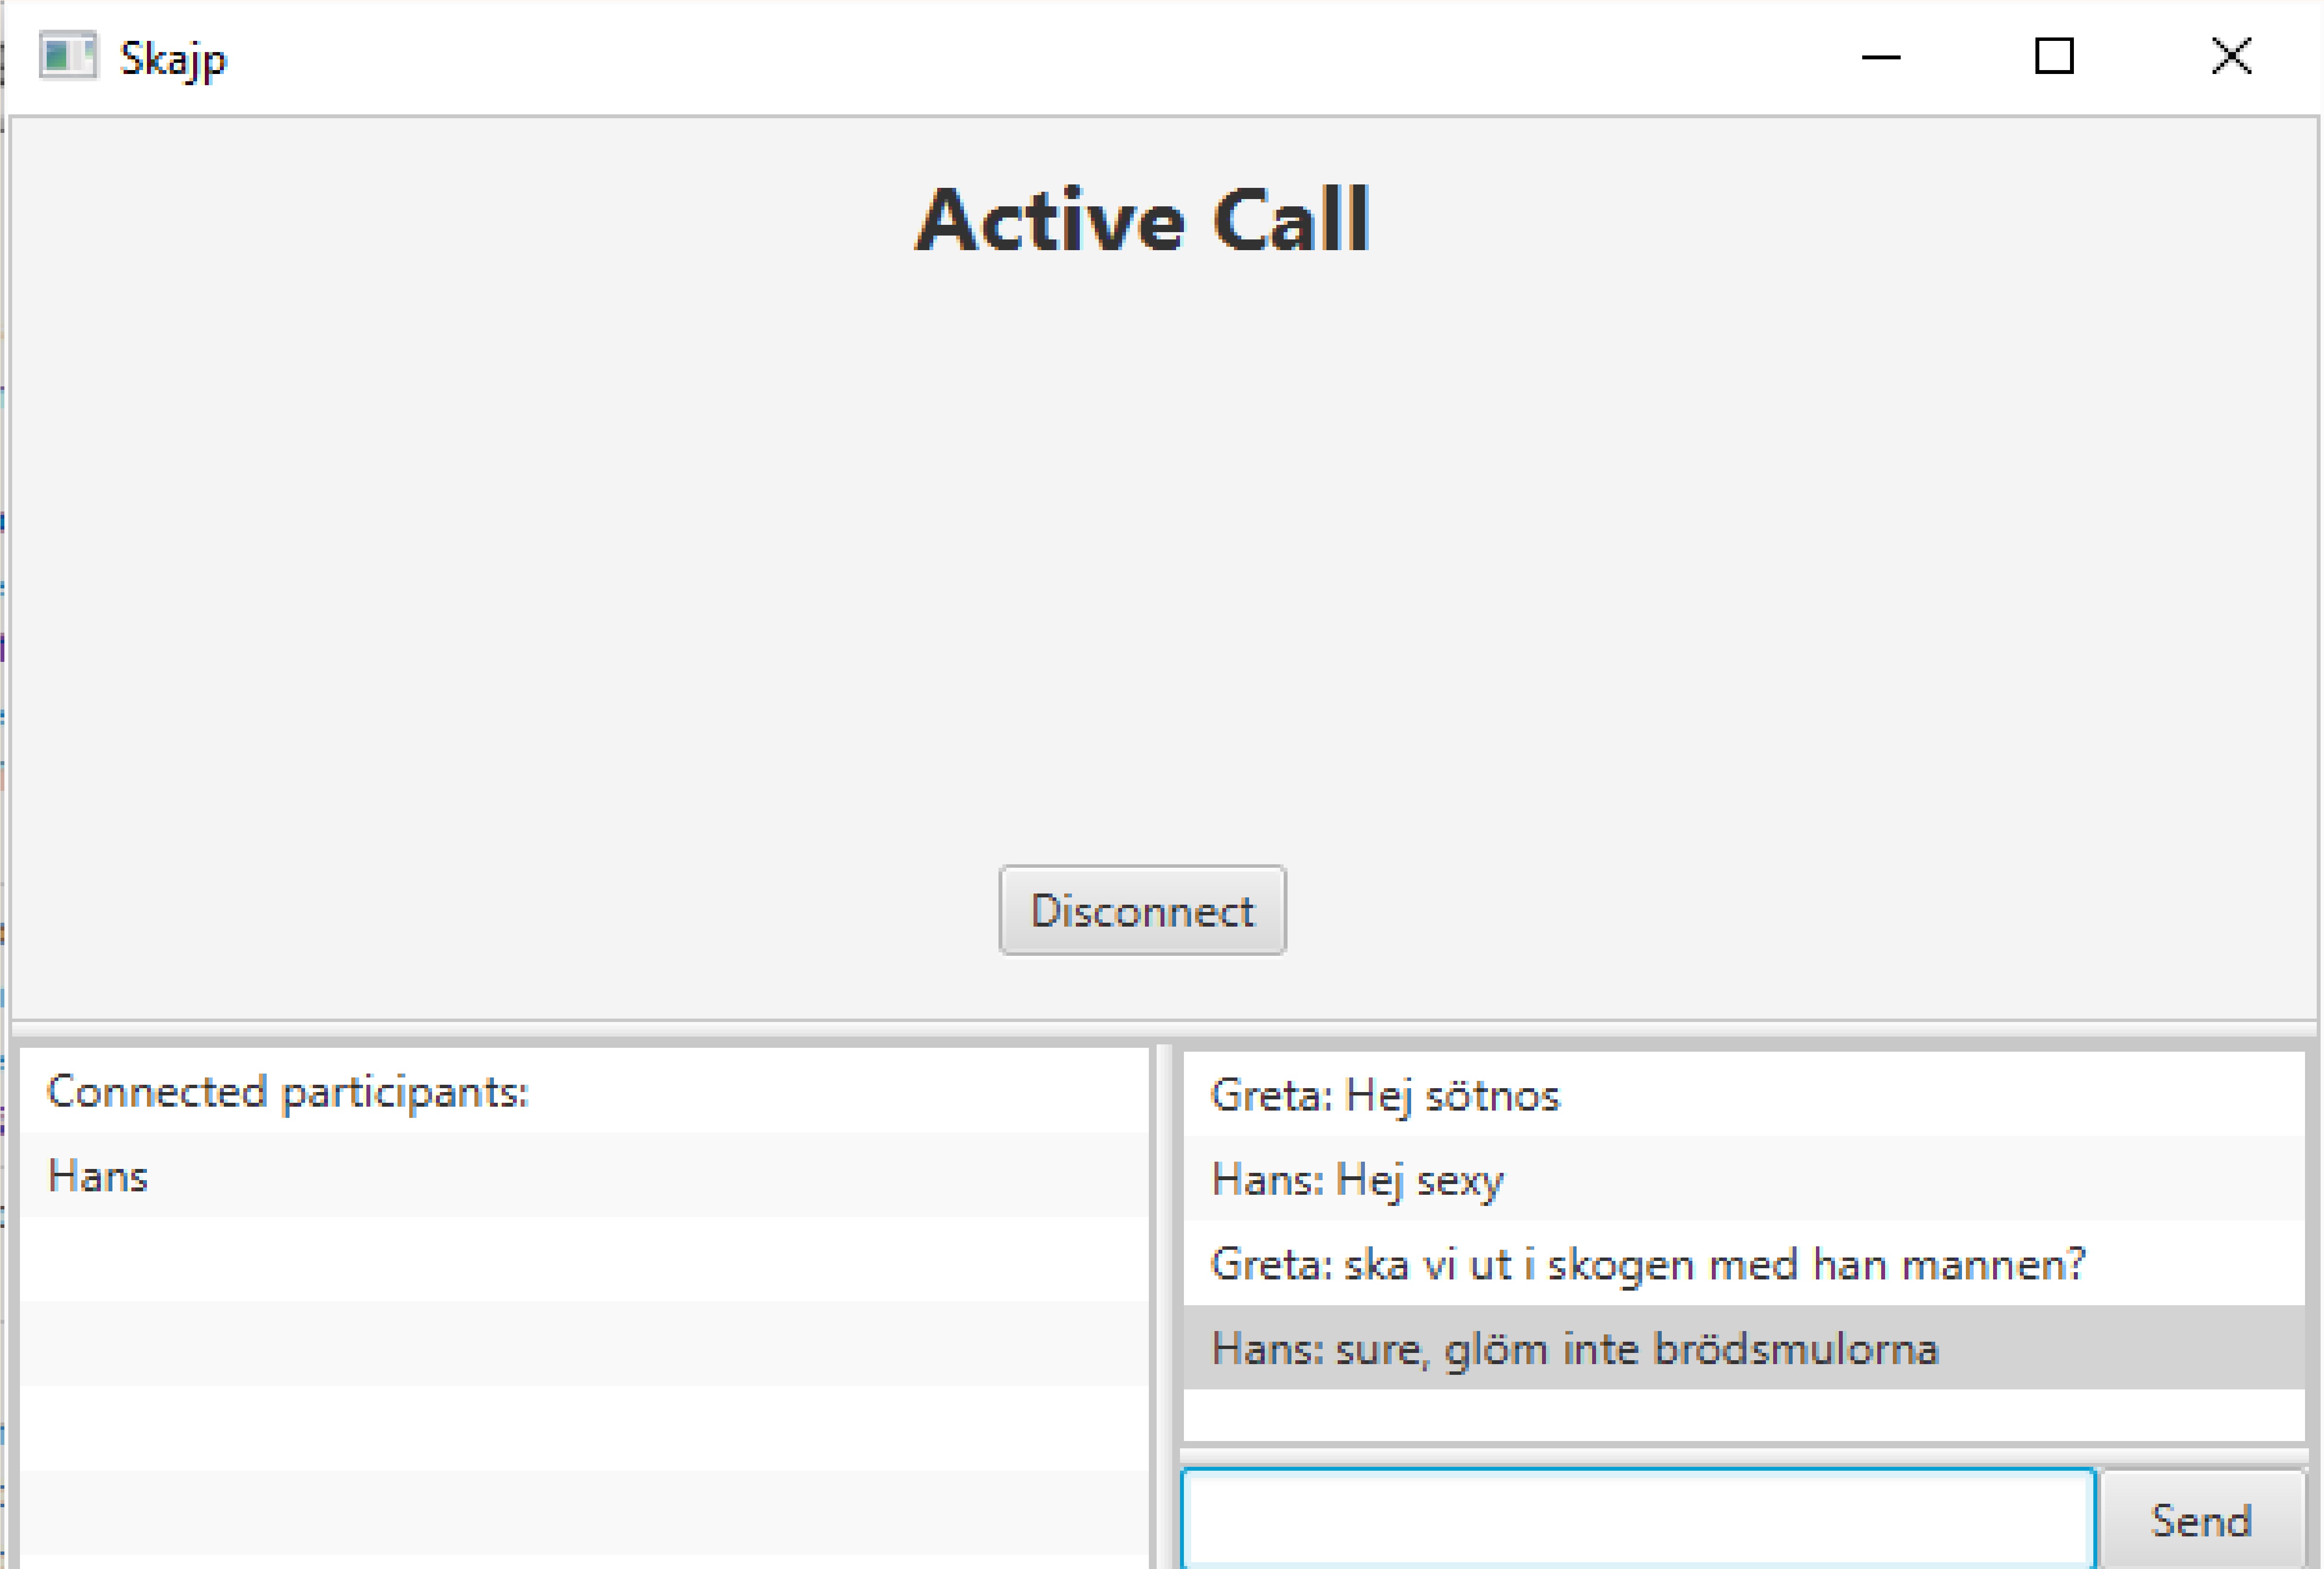 Skajp
Active Call
Disconnect
Connected participants:
Hans
Greta: Hej sötnos
Hans: Hej sexy
Greta: ska vi ut i skogen med han mannen?
Hans: sure, glöm inte brödsmulorna
Send